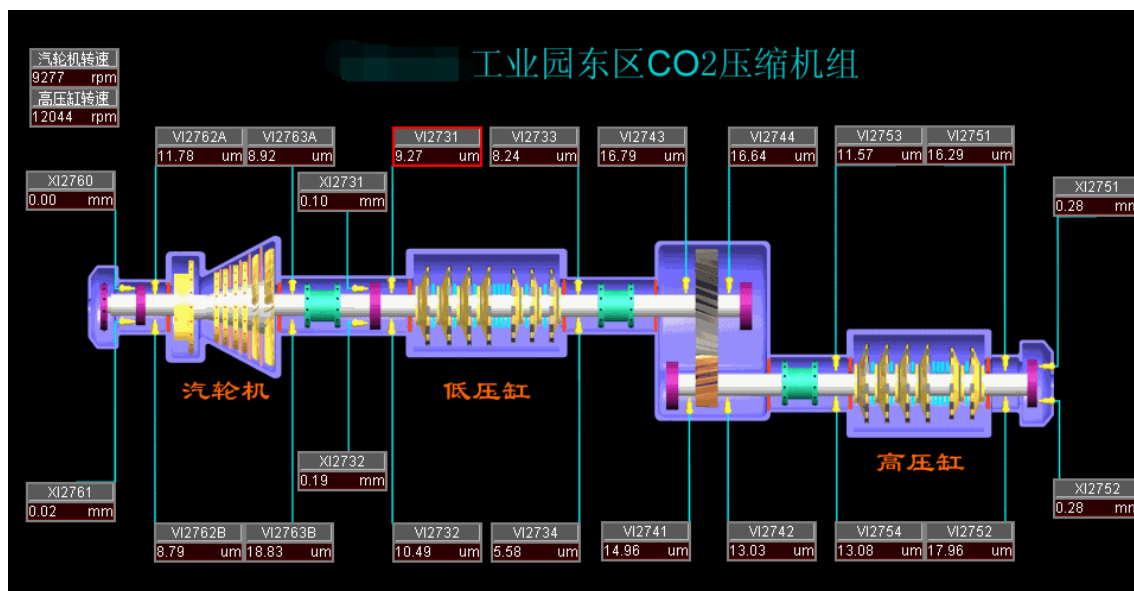 工业园东区CO2压缩机组
汽轮机转速
9277 rpm
高压缸转速
12044 rpm
VI2762A VI2763A VI2731 VI2733 VI2743 VI2744 VI2753 VI2751
11.78 um 8.92 um 9.27 um 8.24 um 16.79 um 16.64 um 11.57 um 16.29 um
XI2760 XI2731 XI2751
0.00 mm 0.10 mm 0.28 mm
汽轮机 低压缸
高压缸
XI2732
0.19 mm
XI2761 XI2752
0.02 mm 0.28 mm
VI2762B VI2763B VI2732 VI2734 VI2741 VI2742 VI2754 VI2752
8.79 um 18.83 um 10.49 um 5.58 um 14.96 um 13.03 um 13.08 um 17.96 um